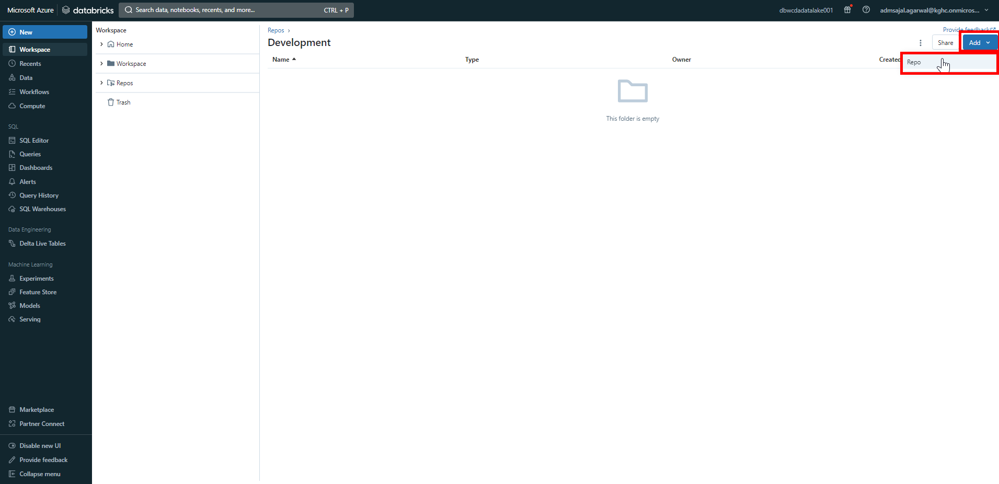 Microsoft Azure databricks Search data, notebooks, recents, and more... CTRL + P dbwcdadatalake001 admsajal.agarwal@kghc.onmicros...
New
Workspace
Recents
Data
Workflows
Compute
SQL
SQL Editor
Queries
Dashboards
Alerts
Query History
SQL Warehouses
Data Engineering
Delta Live Tables
Machine Learning
Experiments
Feature Store
Models
Serving
Marketplace
Partner Connect
Disable new UI
Provide feedback
Collapse menu
Workspace
Home
Workspace
Repos
Trash
Repos ›
Provide feedback
Development
Share Add
Name Type Owner Created
Repo
This folder is empty